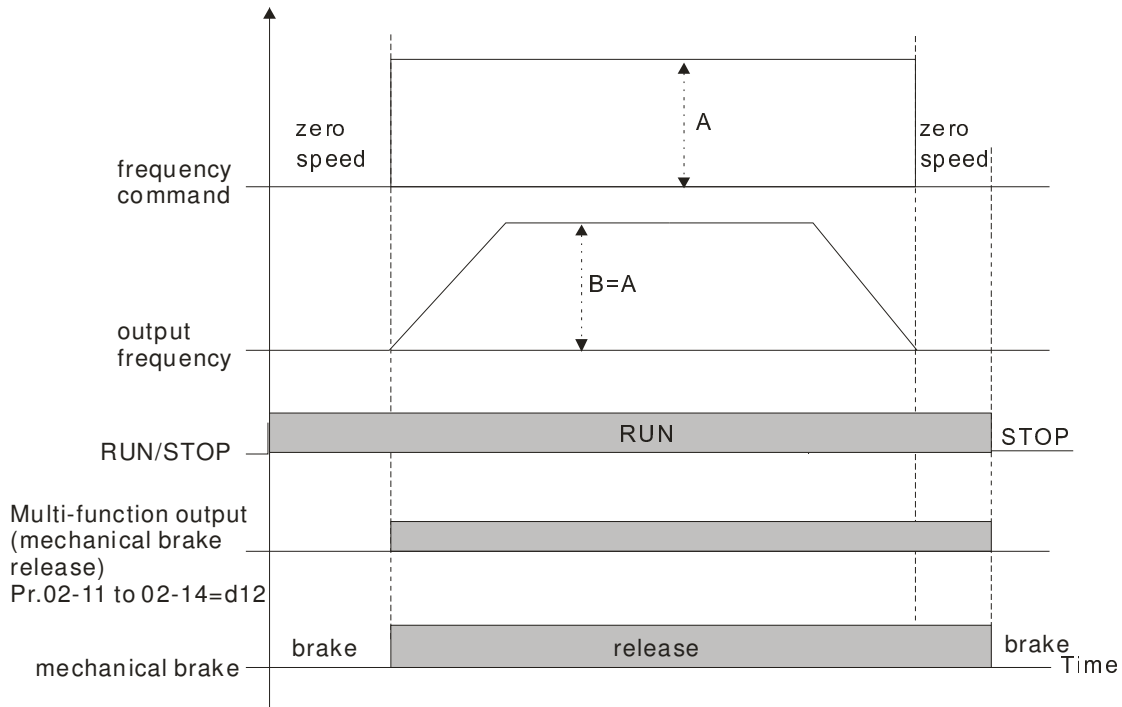 zero
speed
A
zero
speed
frequency
command
B=A
output
frequency
RUN/STOP
RUN
STOP
Multi-function output
(mechanical brake
release)
Pr.02-11 to 02-14=d12
mechanical brake
brake
release
brake
Time